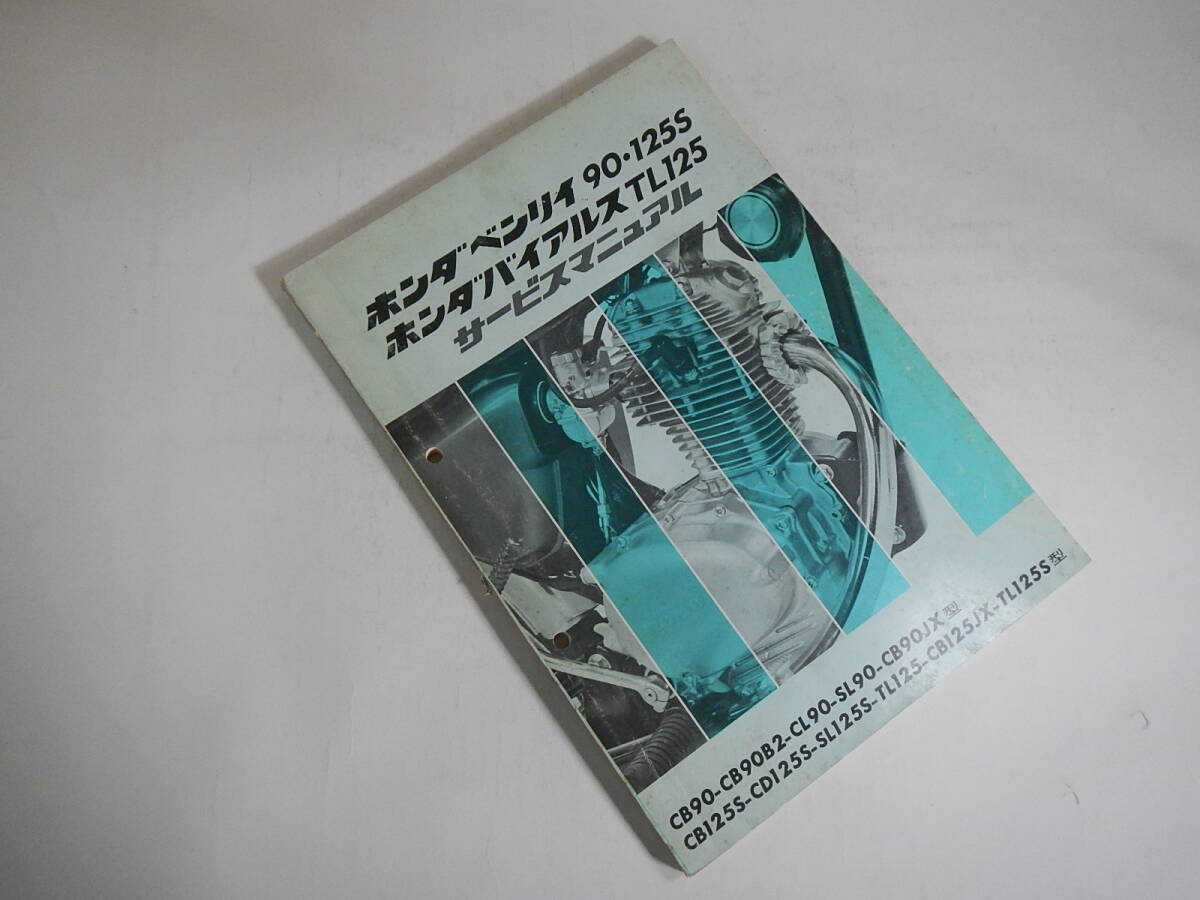 ホンダベンリイ 90・125S
ホンダバイアルスTL125
サービスマニュアル
CB90-CB90B2-CL90-SL90-CB90JX型
CB125S-CD125S-SL125S-TL125-CB125JX-TL125S型